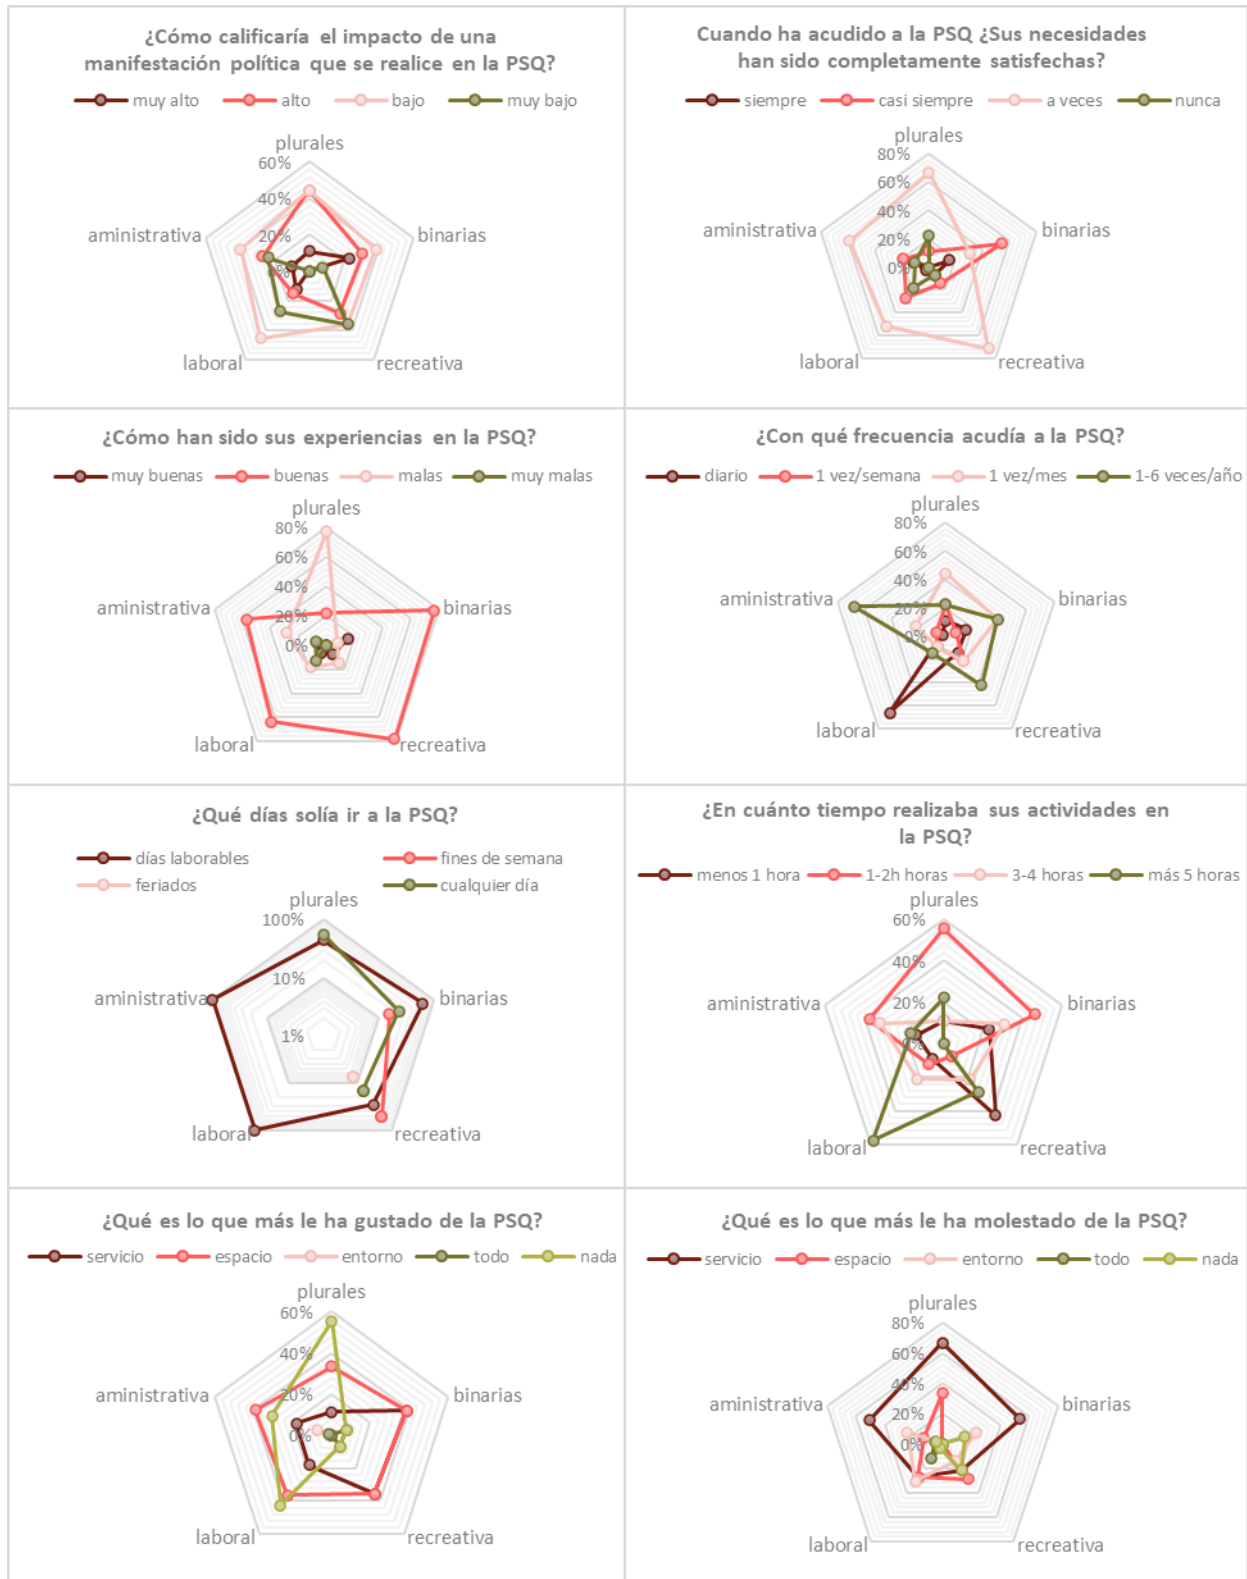 ¿Cómo calificaría el impacto de una
manifestación política que se realice en la PSQ?
muy alto alto bajo muy bajo
plurales
60%
40%
20%
0%
aministrativa
binarias
laboral
recreativa
Cuando ha acudido a la PSQ ¿Sus necesidades
han sido completamente satisfechas?
siempre casi siempre a veces nunca
plurales
80%
60%
40%
20%
0%
aministrativa
binarias
laboral
recreativa
¿Cómo han sido sus experiencias en la PSQ?
muy buenas buenas malas muy malas
plurales
80%
60%
40%
20%
0%
aministrativa
binarias
laboral
recreativa
¿Con qué frecuencia acudía a la PSQ?
diario 1 vez/semana 1 vez/mes 1-6 veces/año
plurales
80%
60%
40%
20%
0%
aministrativa
binarias
laboral
recreativa
¿Qué días solía ir a la PSQ?
días laborables fines de semana
feriados cualquier día
plurales
100%
10%
1%
aministrativa
binarias
laboral
recreativa
¿En cuánto tiempo realizaba sus actividades en
la PSQ?
menos 1 hora 1-2h horas 3-4 horas más 5 horas
plurales
60%
40%
20%
0%
aministrativa
binarias
laboral
recreativa
¿Qué es lo que más le ha gustado de la PSQ?
servicio espacio entorno todo nada
plurales
60%
40%
20%
0%
aministrativa
binarias
laboral
recreativa
¿Qué es lo que más le ha molestado de la PSQ?
servicio espacio entorno todo nada
plurales
80%
60%
40%
20%
0%
aministrativa
binarias
laboral
recreativa